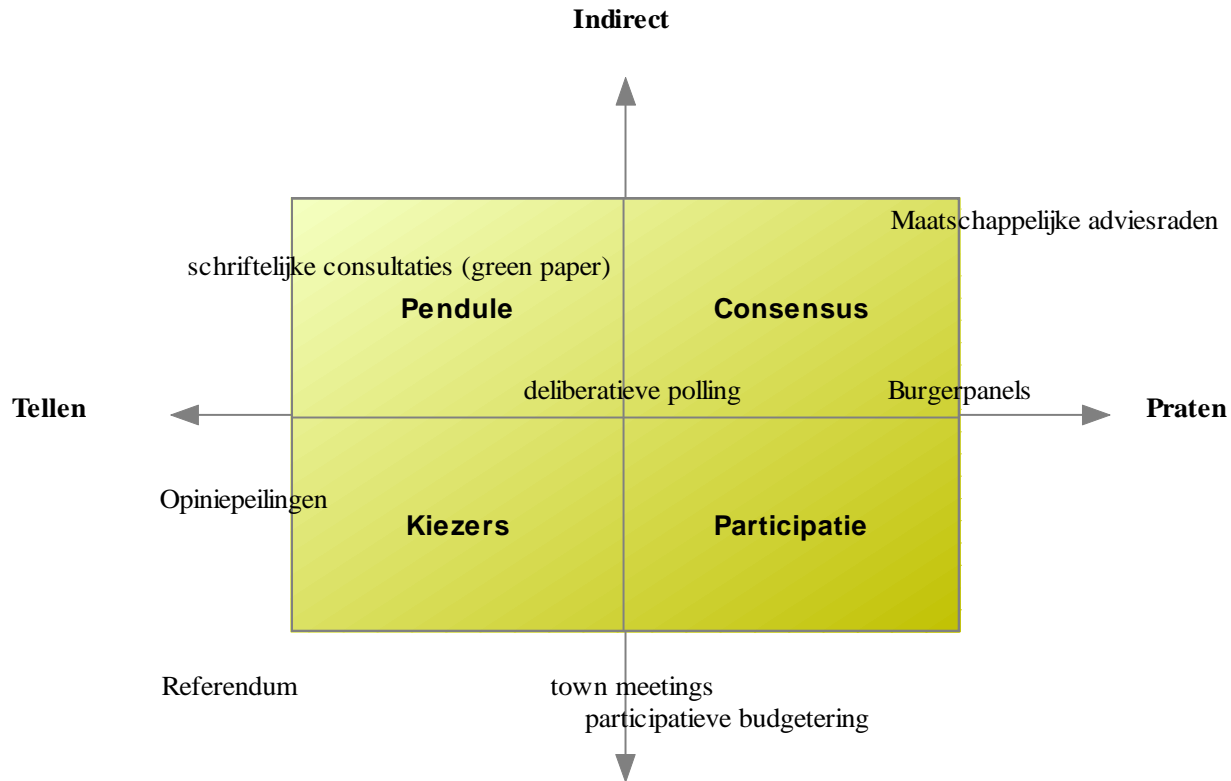 Indirect
Maatschappelijke adviesraden
schriftelijke consultaties (green paper)
Pendule
Consensus
deliberatieve polling
Burgerpanels
Tellen
Praten
Opiniepeilingen
Kiezers
Participatie
Referendum
town meetings
participatieve budgetering